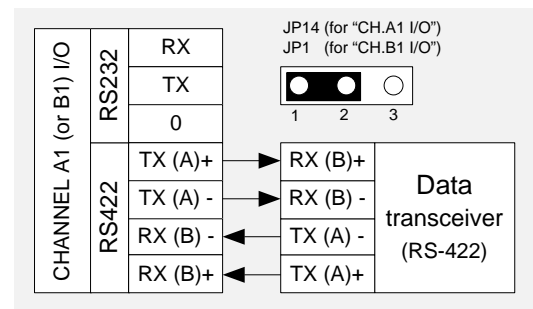 JP14 (for “CH.A1 I/O”)
JP1 (for “CH.B1 I/O”)
1 2 3
CHANNEL A1 (or B1) I/O
RS232
RX
TX
0
RS422
TX (A)+
TX (A) -
RX (B) -
RX (B)+
RX (B)+
RX (B) -
TX (A) -
TX (A)+
Data
transceiver
(RS-422)